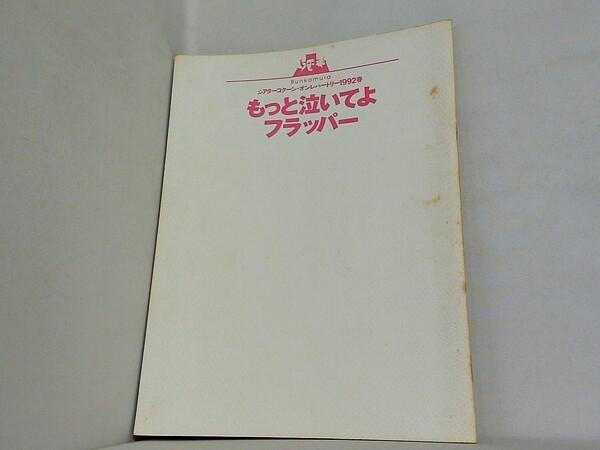 Bunkamura
シアターコクーン・オンレパートリー1992春
もっと泣いてよ
フラッパー